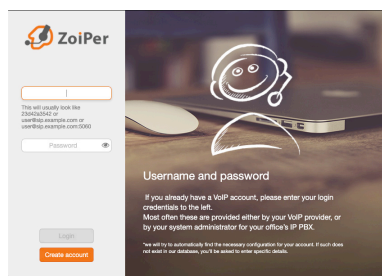 ZoiPer
This will usually look like
23d42a3542 or
user@sip.example.com or
user@sip.example.com:5060
Password
Login
Create account
Username and password
If you already have a VoIP account, please enter your login
credentials to the left.
Most often these are provided either by your VoIP provider, or
by your system administrator for your office's IP PBX.
*we will try to automatically find the necessary configuration for your account. If such does
not exist in our database, you'll be asked to enter specific details.